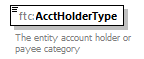 ftc:AcctHolderType
The entity account holder or
payee category